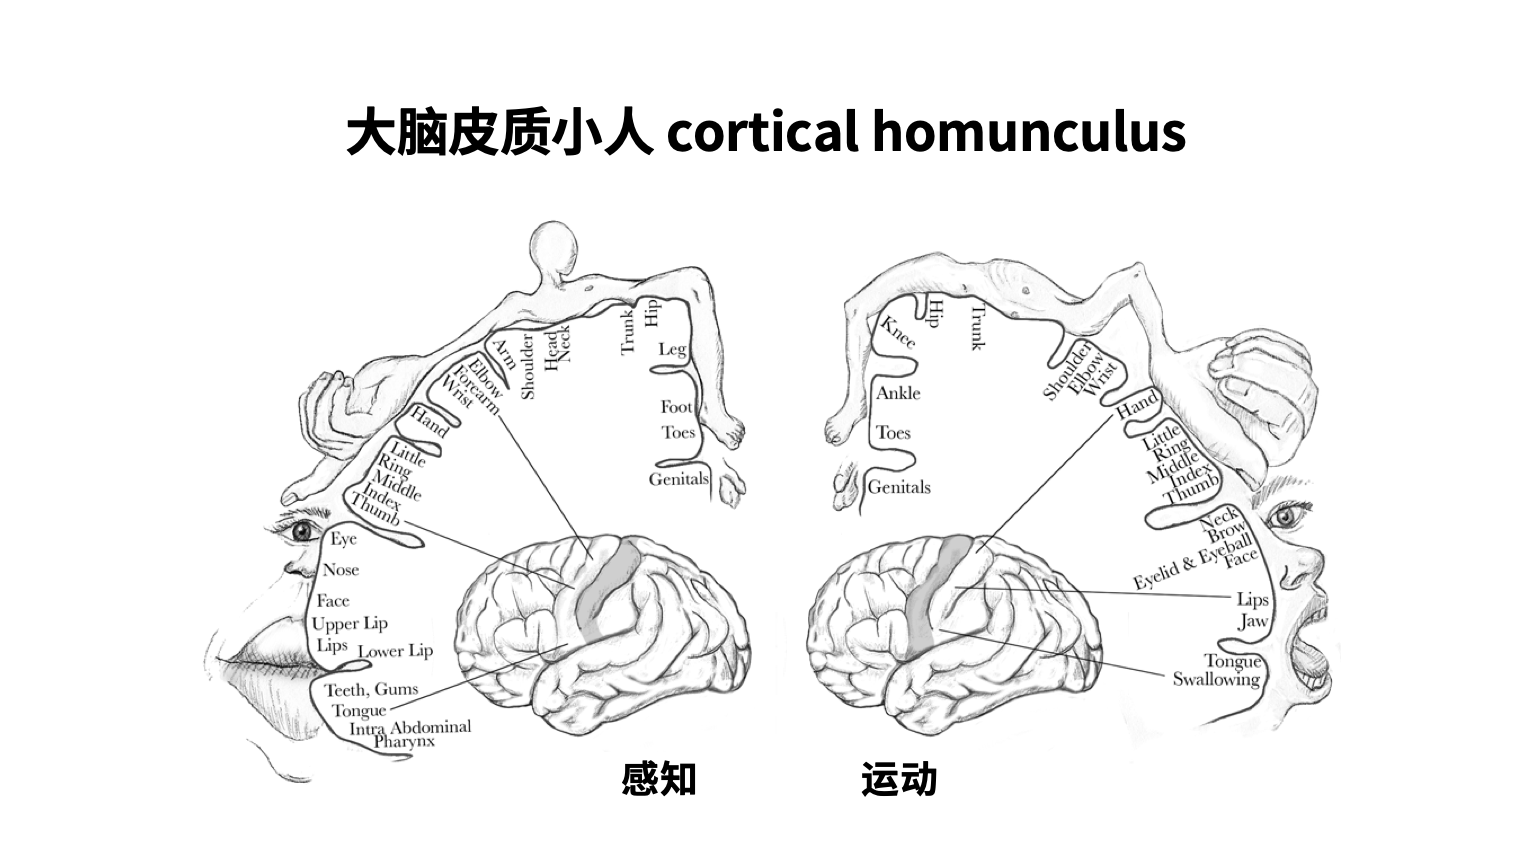 大脑皮质小人 cortical homunculus
Arm
Shoulder
Head
Neck
Trunk
Hip
Leg
Foot
Toes
Genitals
Elbow
Forearm
Wrist
Hand
Little
Ring
Middle
Index
Thumb
Eye
Nose
Face
Upper Lip
Lips
Lower Lip
Teeth, Gums
Tongue
Intra Abdominal
Pharynx
感知
Knee
Hip
Trunk
Ankle
Toes
Genitals
Shoulder
Elbow
Wrist
Hand
Little
Ring
Middle
Index
Thumb
Neck
Brow
Eyelid & Eyeball
Face
Lips
Jaw
Tongue
Swallowing
运动